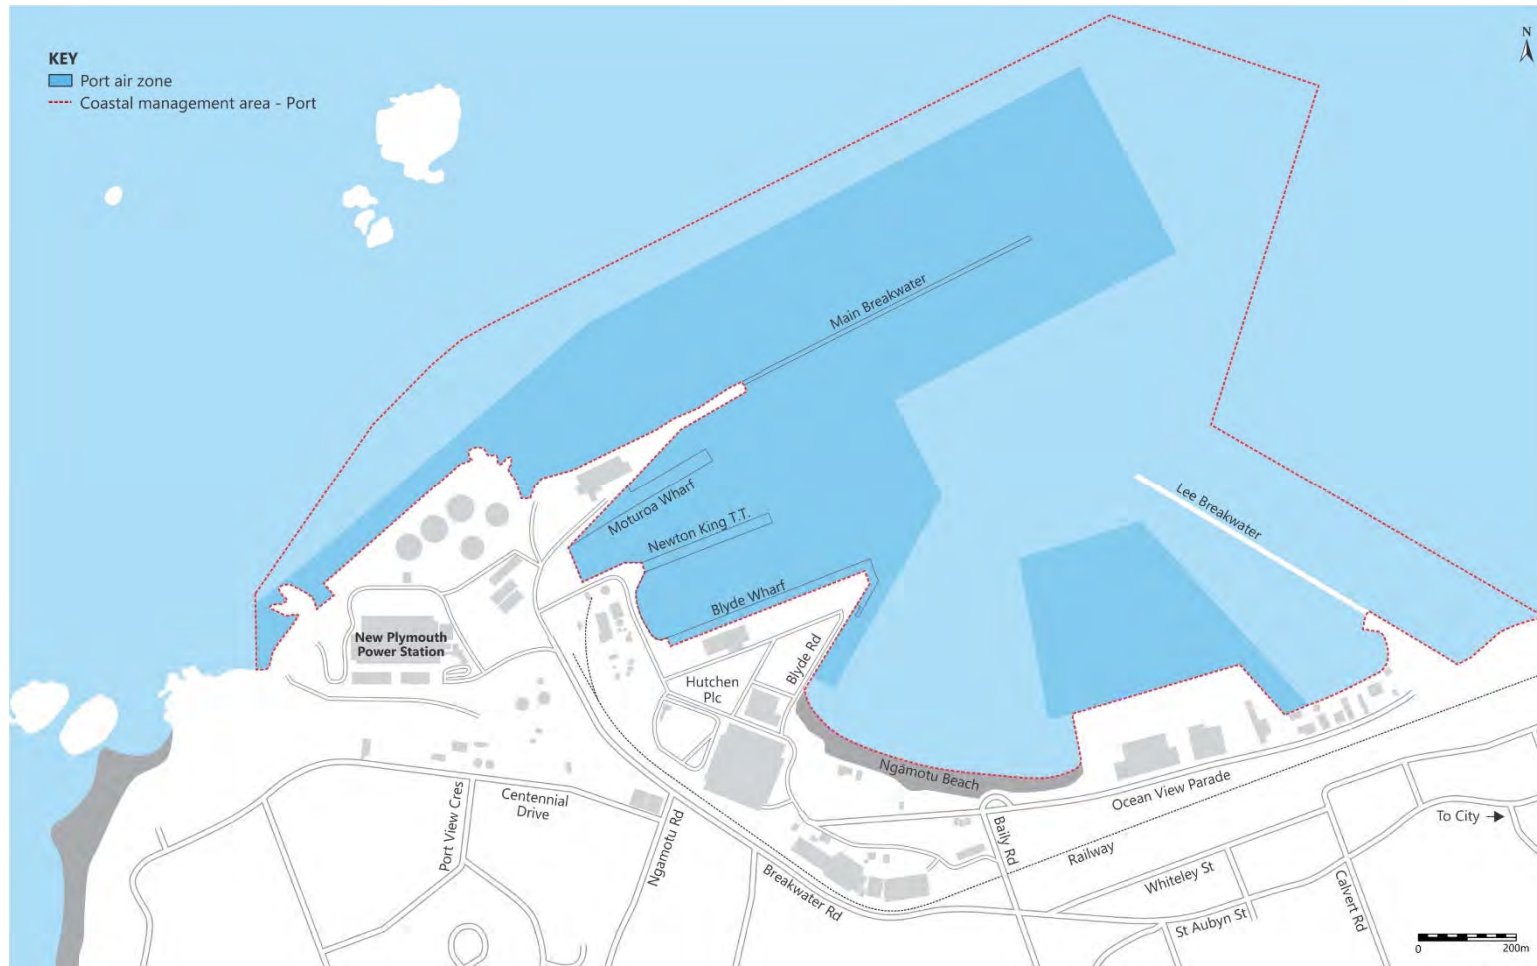 N
KEY
Port air zone
Coastal management area - Port
Main Breakwater
Moturoa Wharf
Newton King T.T.
Lee Breakwater
Blyde Wharf
New Plymouth
Power Station
Blyde Rd
Hutchen
Plc
Ngāmotu Beach
Ocean View Parade
Port View Cres
Centennial
Drive
Ngamotu Rd
Baily Rd
To City
Railway
Breakwater Rd
Whiteley St
Calvert Rd
St Aubyn St
0
200m